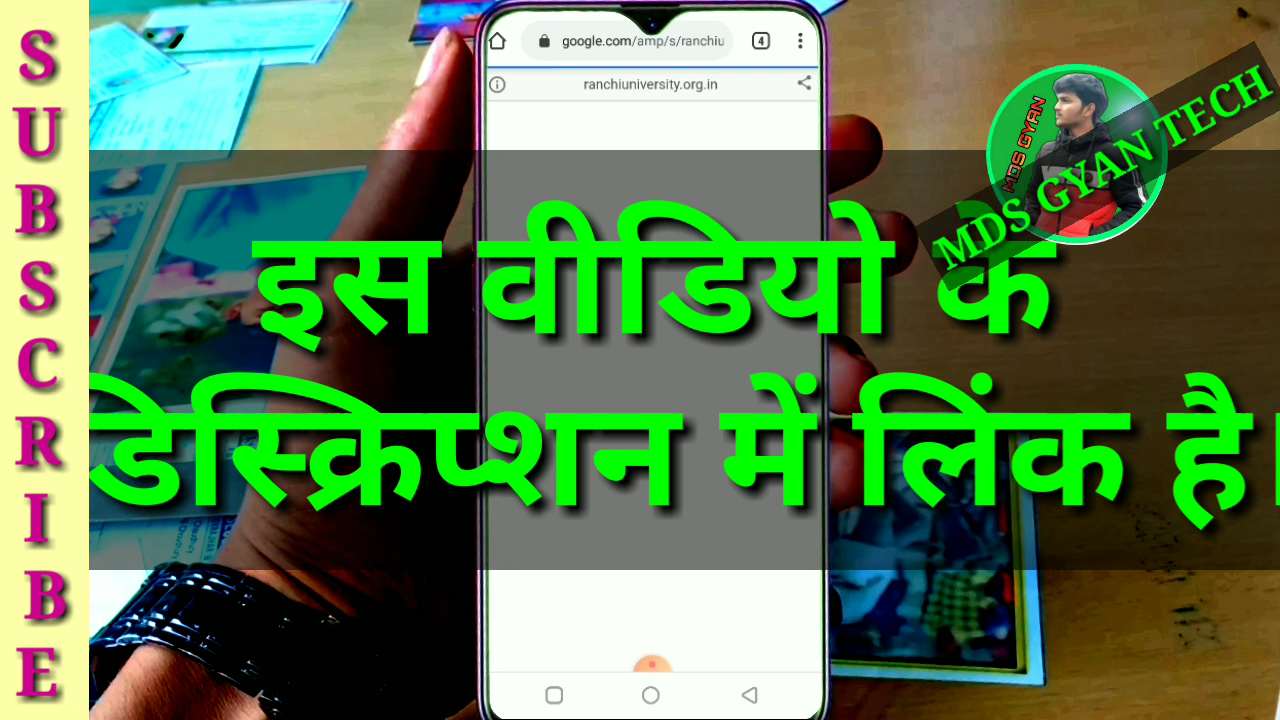 SUBSCRIBE
google.com/amp/s/ranchiu
4
ranchiuniversity.org.in
MDS GYAN
MDS GYAN TECH
इस वीडियो के
डिस्क्रिप्शन में लिंक है।